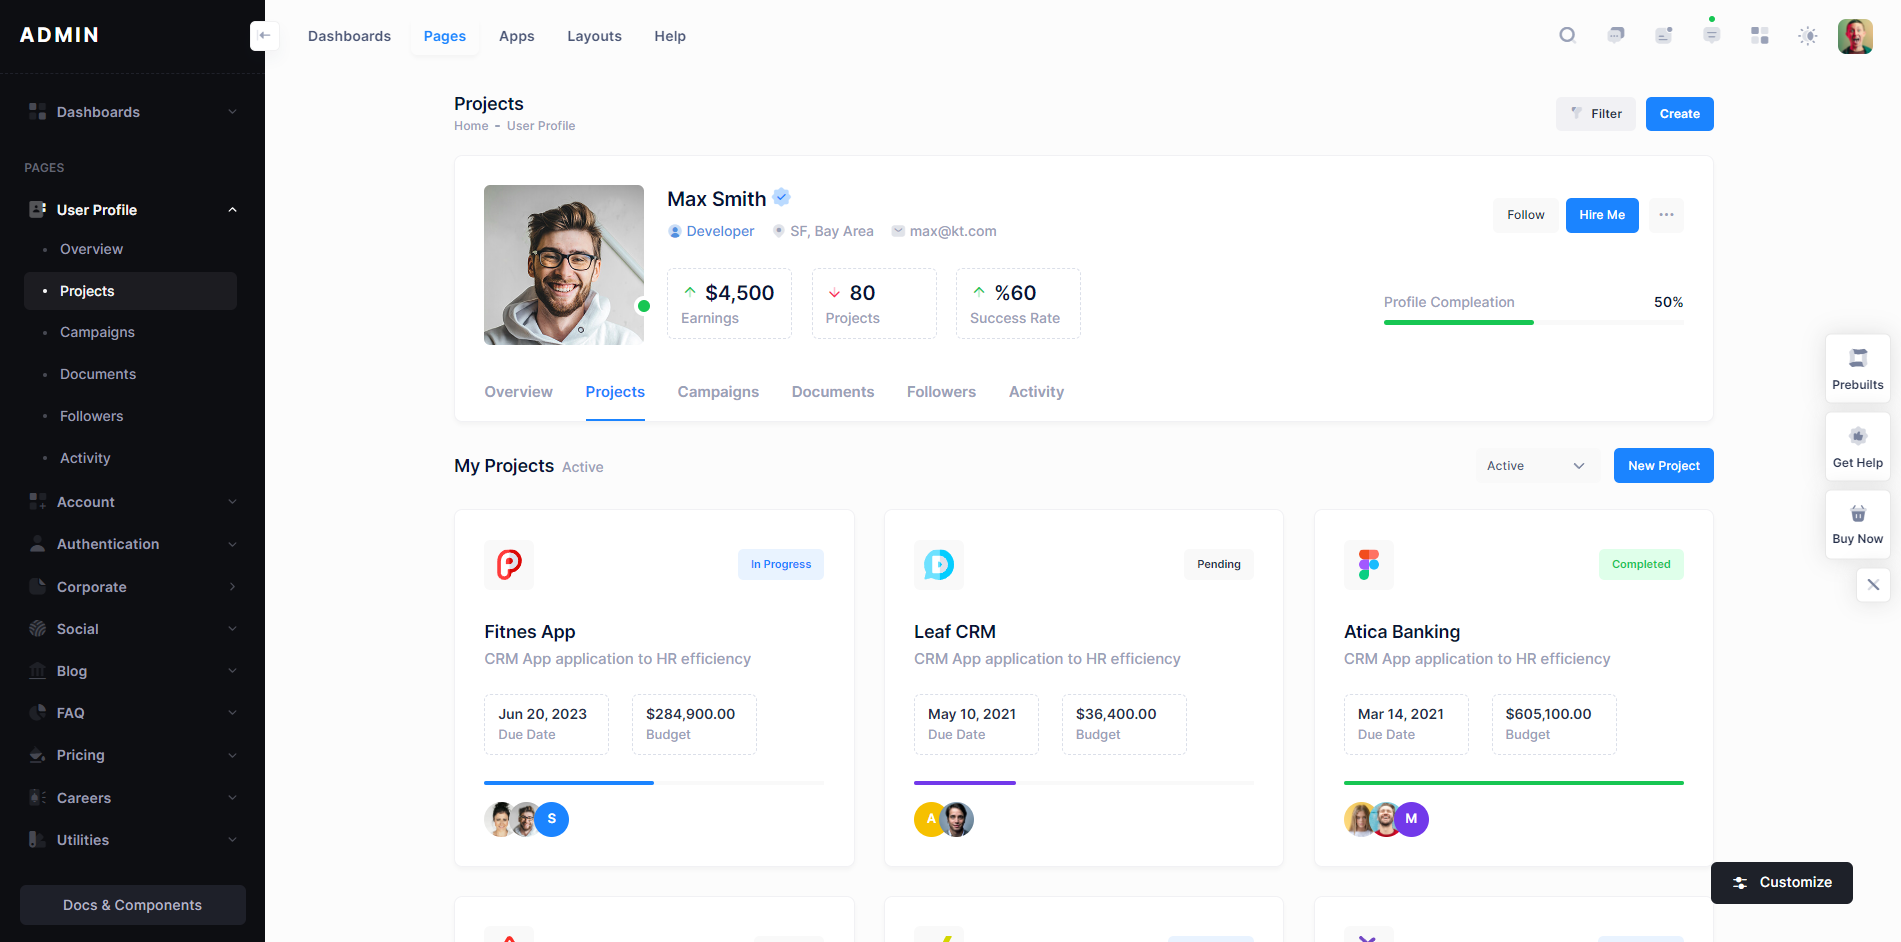 ADMIN
Dashboards
PAGES
User Profile
Overview
Projects
Campaigns
Documents
Followers
Activity
Account
Authentication
Corporate
Social
Blog
FAQ
Pricing
Careers
Utilities
Docs & Components
Dashboards Pages Apps Layouts Help
Projects
Home - User Profile
Filter Create
Max Smith
Developer SF, Bay Area max@kt.com
Follow Hire Me
$4,500
Earnings
80
Projects
%60
Success Rate
Profile Compleation 50%
Overview Projects Campaigns Documents Followers Activity
My Projects Active
Active New Project
In Progress
Fitnes App
CRM App application to HR efficiency
Jun 20, 2023
Due Date
$284,900.00
Budget
S
Pending
Leaf CRM
CRM App application to HR efficiency
May 10, 2021
Due Date
$36,400.00
Budget
A
Completed
Atica Banking
CRM App application to HR efficiency
Mar 14, 2021
Due Date
$605,100.00
Budget
M
Prebuilts
Get Help
Buy Now
Customize